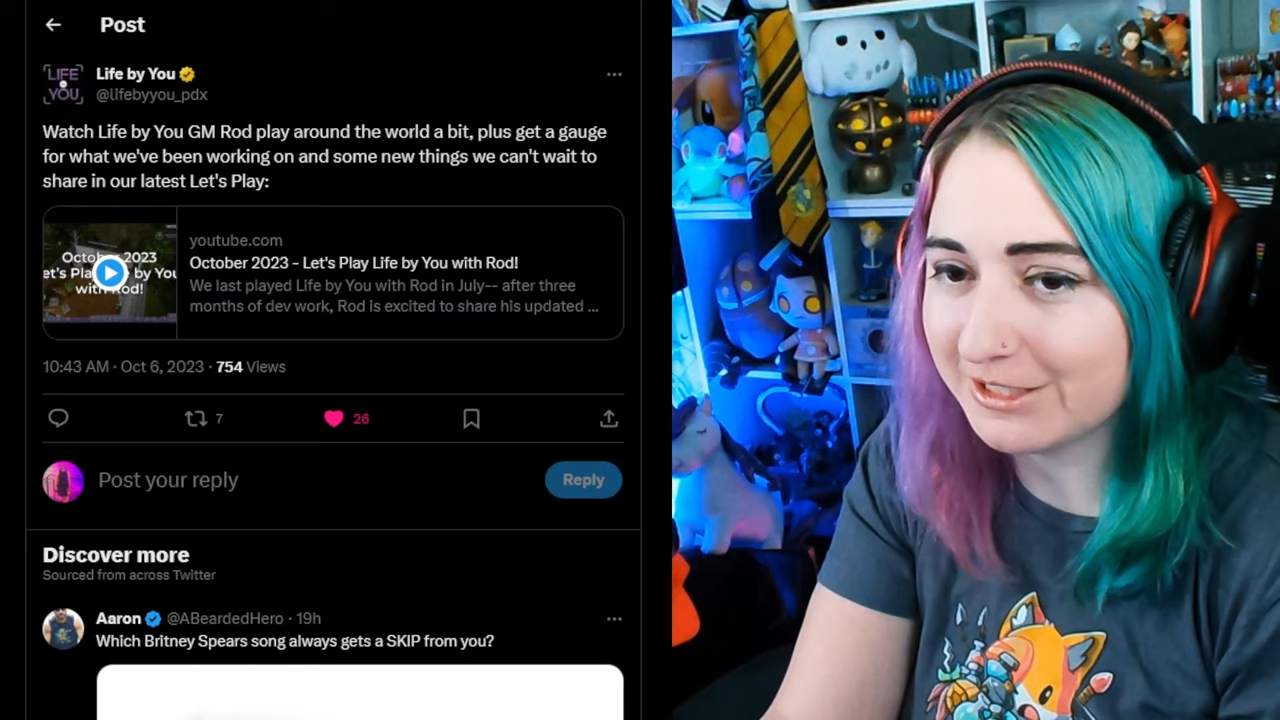 Post
LIFE
YOU
Life by You
@lifebyyou_pdx
Watch Life by You GM Rod play around the world a bit, plus get a gauge
for what we've been working on and some new things we can't wait to
share in our latest Let's Play:
October 2023
with Rod!
youtube.com
October 2023 - Let's Play Life by You with Rod!
We last played Life by You with Rod in July-- after three
months of dev work, Rod is excited to share his updated ...
10:43 AM · Oct 6, 2023 · 754 Views
7
26
Post your reply
Reply
Discover more
Sourced from across Twitter
Aaron @ABeardedHero · 19h
Which Britney Spears song always gets a SKIP from you?